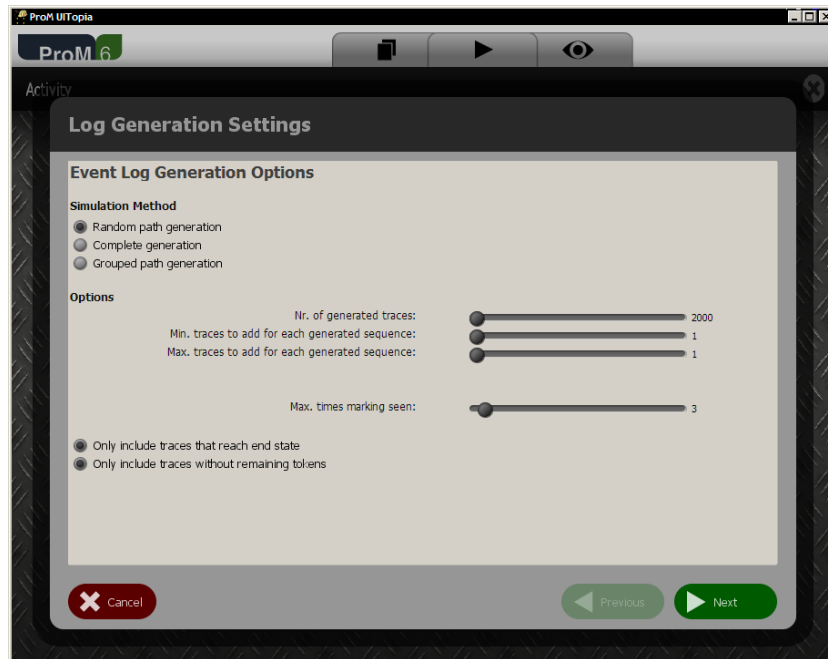 ProM UITopia
ProM 6
Activity
Log Generation Settings
Event Log Generation Options
Simulation Method
Random path generation
Complete generation
Grouped path generation
Options
Nr. of generated traces: 2000
Min. traces to add for each generated sequence: 1
Max. traces to add for each generated sequence: 1
Max. times marking seen: 3
Only include traces that reach end state
Only include traces without remaining tokens
Cancel Previous Next